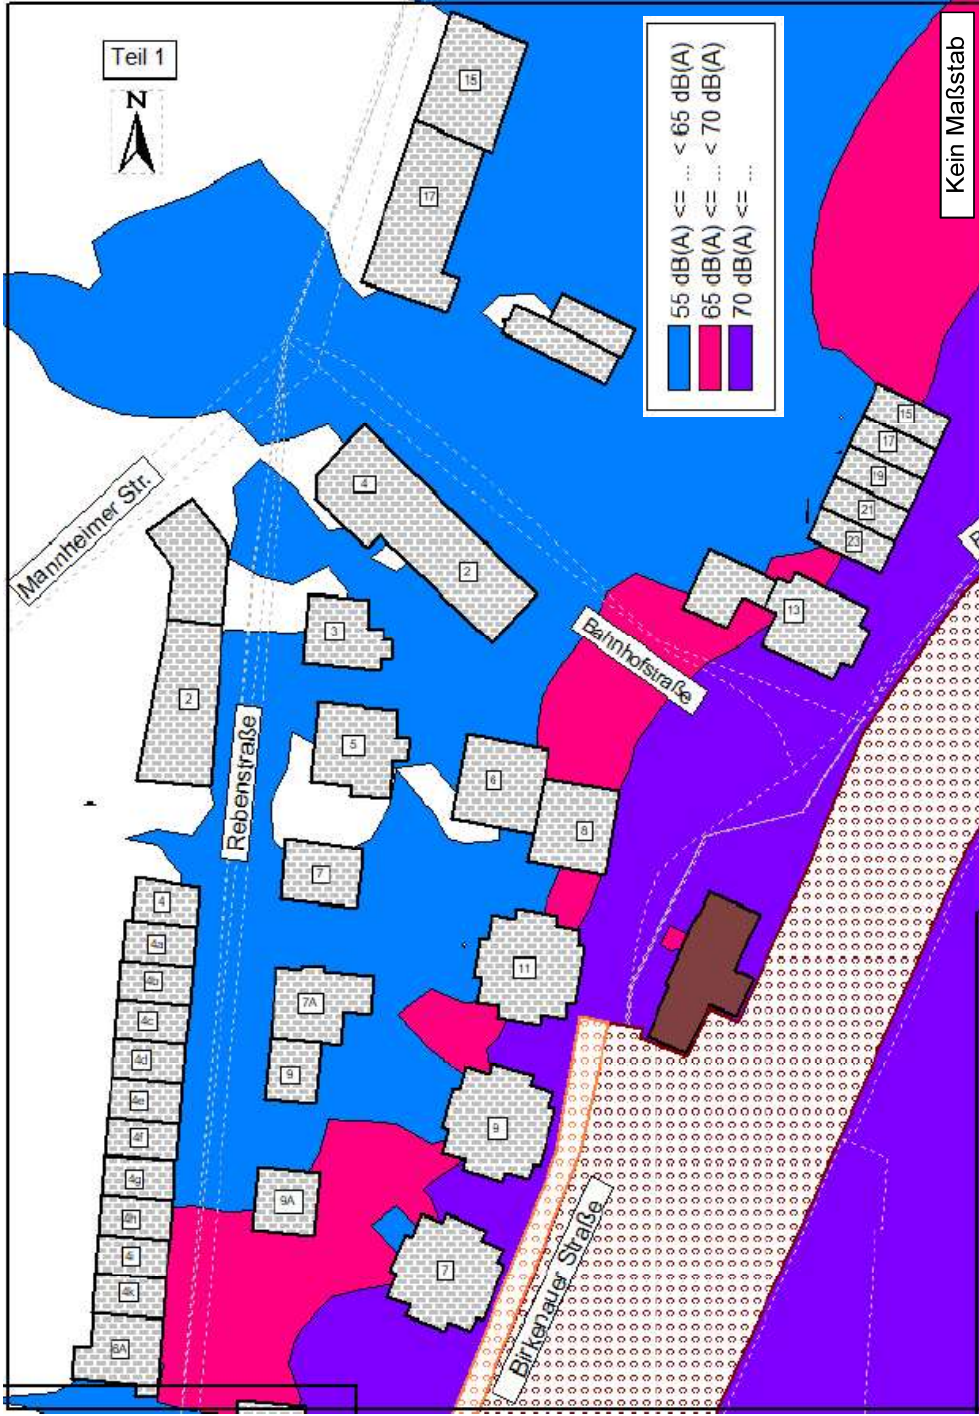 Teil 1
N
15
17
55 dB(A) <= ... < 65 dB(A)
65 dB(A) <= ... < 70 dB(A)
70 dB(A) <= ...
Kein Maßstab
Mannheimer Str.
4
2
2
3
5
Rebenstraße
Bahnhofstraße
15
17
19
21
23
13
6
8
7
4
4a
4b
4c
4d
4e
4f
4g
4h
4i
4k
6A
7A
9
11
9
9A
7
Birkenauer Straße